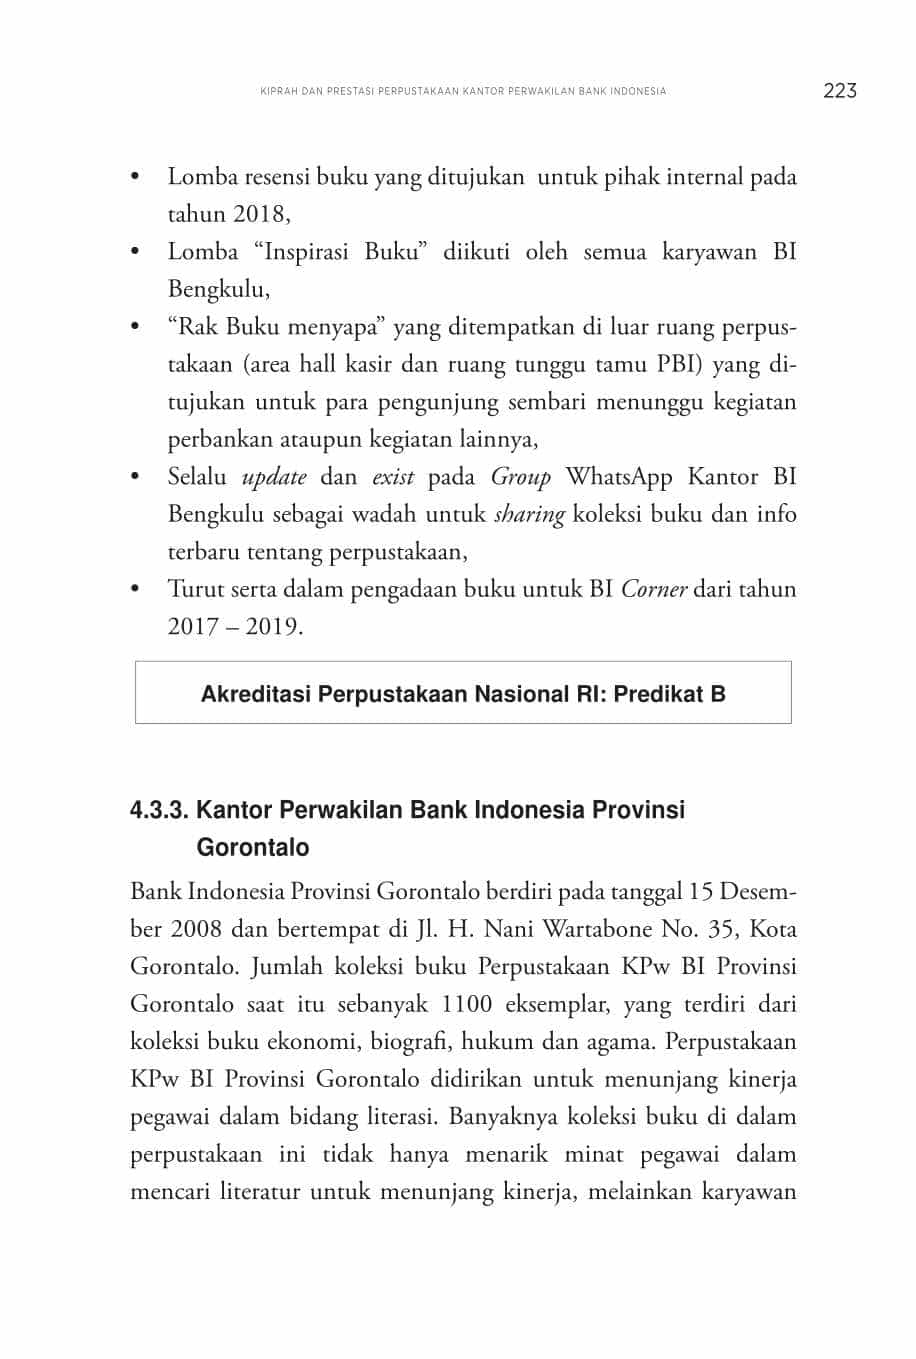 KIPRAH DAN PRESTASI PERPUSTAKAAN KANTOR PERWAKILAN BANK INDONESIA 223
• Lomba resensi buku yang ditujukan  untuk pihak internal pada
tahun 2018,
• Lomba “Inspirasi Buku” diikuti oleh semua karyawan BI
Bengkulu,
• “Rak Buku menyapa” yang ditempatkan di luar ruang perpus-
takaan (area hall kasir dan ruang tunggu tamu PBI) yang di-
tujukan untuk para pengunjung sembari menunggu kegiatan
perbankan ataupun kegiatan lainnya,
• Selalu update dan exist pada Group WhatsApp Kantor BI
Bengkulu sebagai wadah untuk sharing koleksi buku dan info
terbaru tentang perpustakaan,
• Turut serta dalam pengadaan buku untuk BI Corner dari tahun
2017 – 2019.
Akreditasi Perpustakaan Nasional RI: Predikat B
4.3.3. Kantor Perwakilan Bank Indonesia Provinsi
Gorontalo
Bank Indonesia Provinsi Gorontalo berdiri pada tanggal 15 Desem-
ber 2008 dan bertempat di Jl. H. Nani Wartabone No. 35, Kota
Gorontalo. Jumlah koleksi buku Perpustakaan KPw BI Provinsi
Gorontalo saat itu sebanyak 1100 eksemplar, yang terdiri dari
koleksi buku ekonomi, biografi, hukum dan agama. Perpustakaan
KPw BI Provinsi Gorontalo didirikan untuk menunjang kinerja
pegawai dalam bidang literasi. Banyaknya koleksi buku di dalam
perpustakaan ini tidak hanya menarik minat pegawai dalam
mencari literatur untuk menunjang kinerja, melainkan karyawan